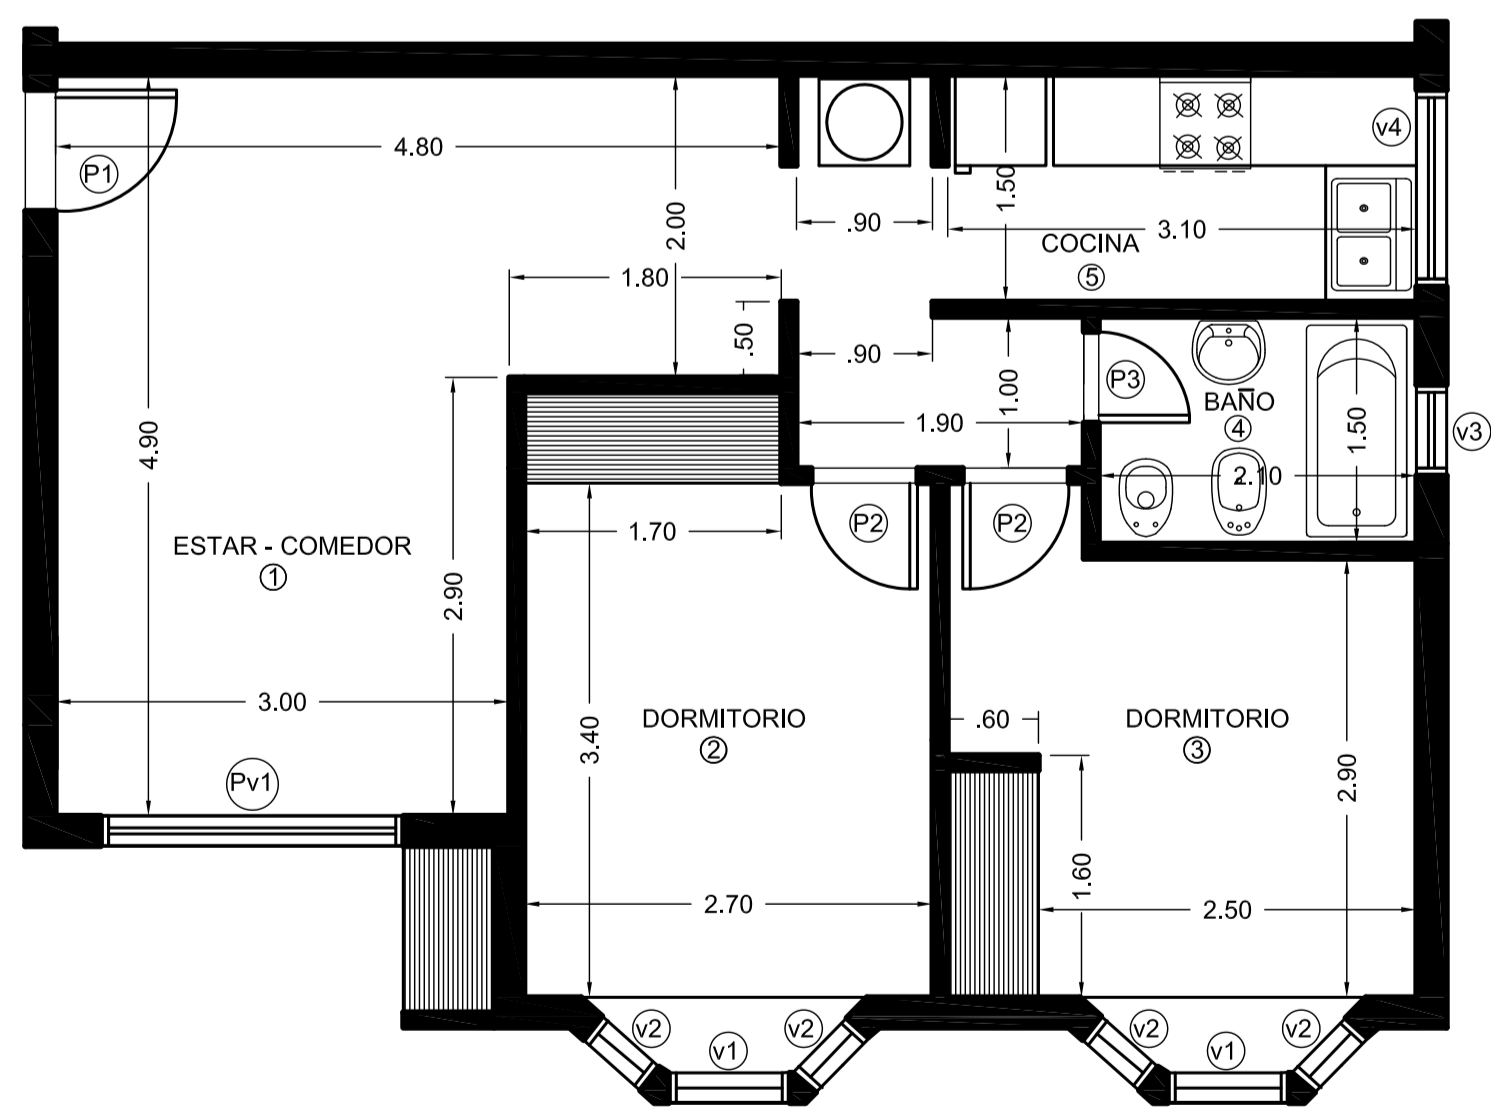 4.80
P1
v4
1.50
.90
2.00
3.10
COCINA
5
1.80
.50
.90
1.00
P3
BAÑO
4
1.50
v3
1.90
4.90
2.10
P2
P2
1.70
ESTAR - COMEDOR
1
2.90
3.00
DORMITORIO
2
3.40
.60
DORMITORIO
3
2.90
Pv1
1.60
2.70
2.50
v2
v1
v2
v2
v1
v2